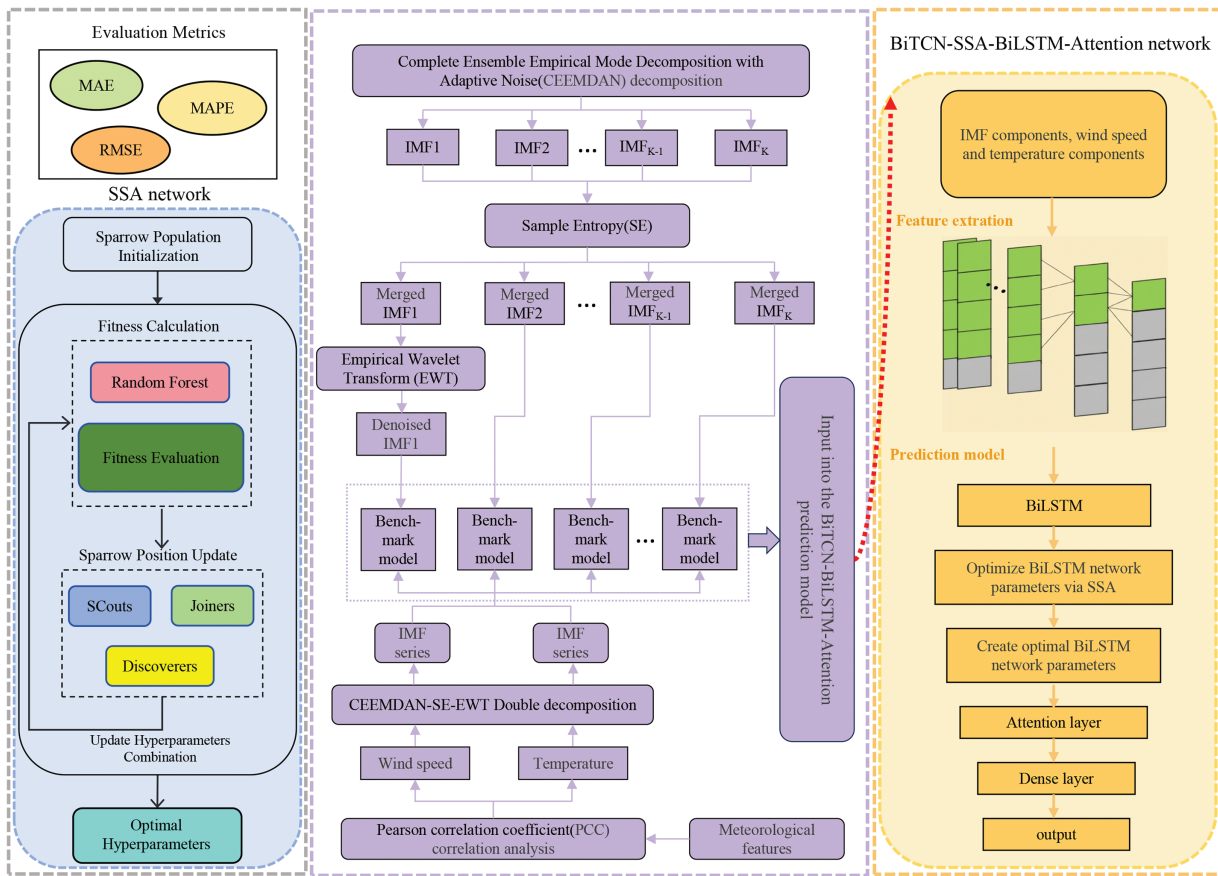 Evaluation Metrics
MAE
MAPE
RMSE
SSA network
Sparrow Population
Initialization
Fitness Calculation
Random Forest
Fitness Evaluation
Sparrow Position Update
SCouts
Joiners
Discoverers
Update Hyperparameters
Combination
Optimal
Hyperparameters
Complete Ensemble Empirical Mode Decomposition with
Adaptive Noise(CEEMDAN) decomposition
IMF1
IMF2
...
IMFK-1
IMFK
Sample Entropy(SE)
Merged
IMF1
Merged
IMF2
...
Merged
IMFK-1
Merged
IMFK
Empirical Wavelet
Transform (EWT)
Denoised
IMF1
Bench-
mark
model
Bench-
mark
model
Bench-
mark
model
...
Bench-
mark
model
Input into the BiTCN-BiLSTM-Attention
prediction model
IMF
series
IMF
series
CEEMDAN-SE-EWT Double decomposition
Wind speed
Temperature
Pearson correlation coefficient(PCC)
correlation analysis
Meteorological
features
BiTCN-SSA-BiLSTM-Attention network
IMF components, wind speed
and temperature components
Feature extration
...
Prediction model
BiLSTM
Optimize BiLSTM network
parameters via SSA
Create optimal BiLSTM
network parameters
Attention layer
Dense layer
output